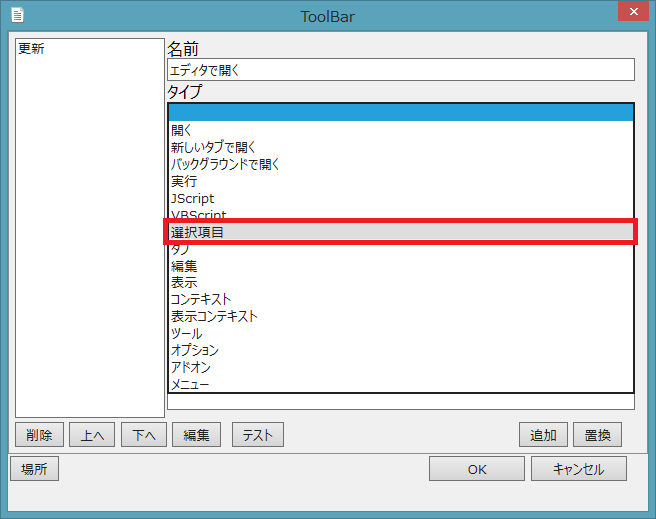 ToolBar
更新
名前
エディタで開く
タイプ
開く
新しいタブで開く
バックグラウンドで開く
実行
JScript
VBScript
選択項目
タブ
編集
表示
コンテキスト
表示コンテキスト
ツール
オプション
アドオン
メニュー
削除
上へ
下へ
編集
テスト
追加
置換
場所
OK
キャンセル